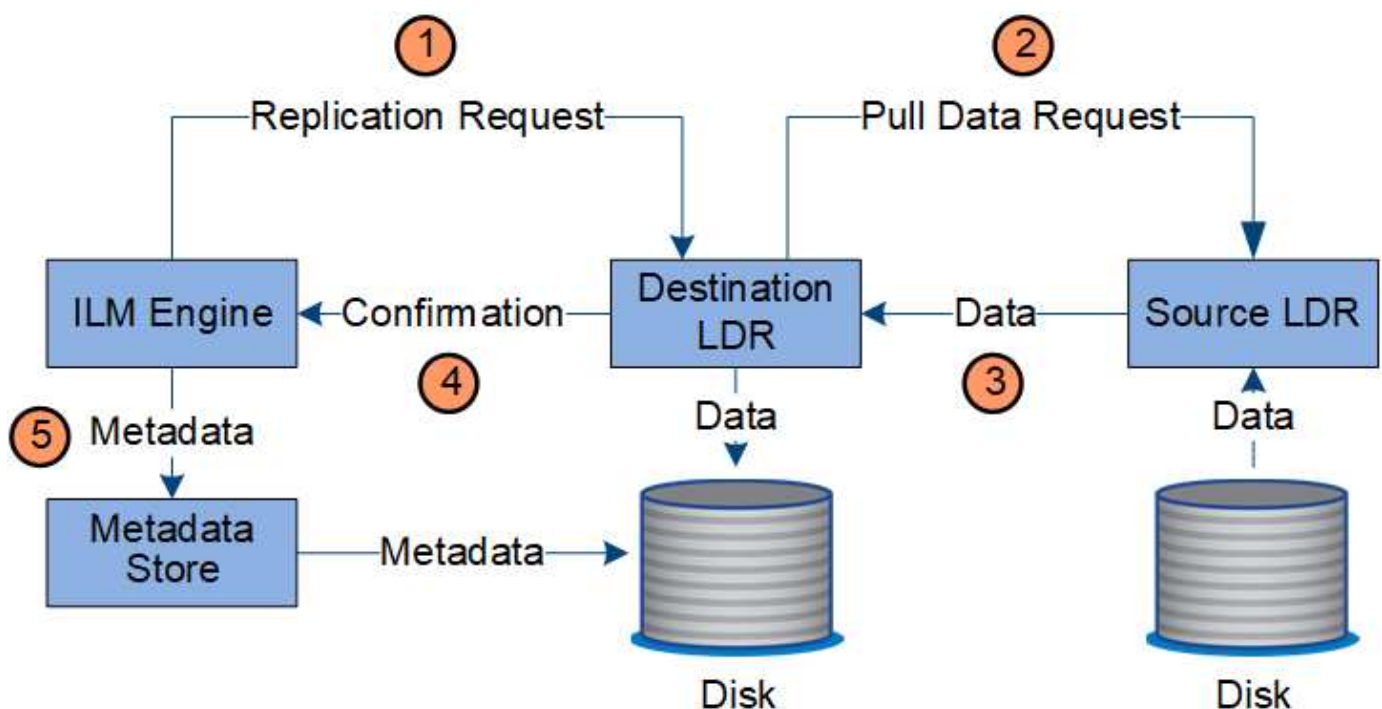 1
2
Replication Request
Pull Data Request
ILM Engine
Confirmation
Destination
LDR
Data
Source LDR
4
3
5
Metadata
Data
Data
Metadata
Store
Metadata
Disk
Disk